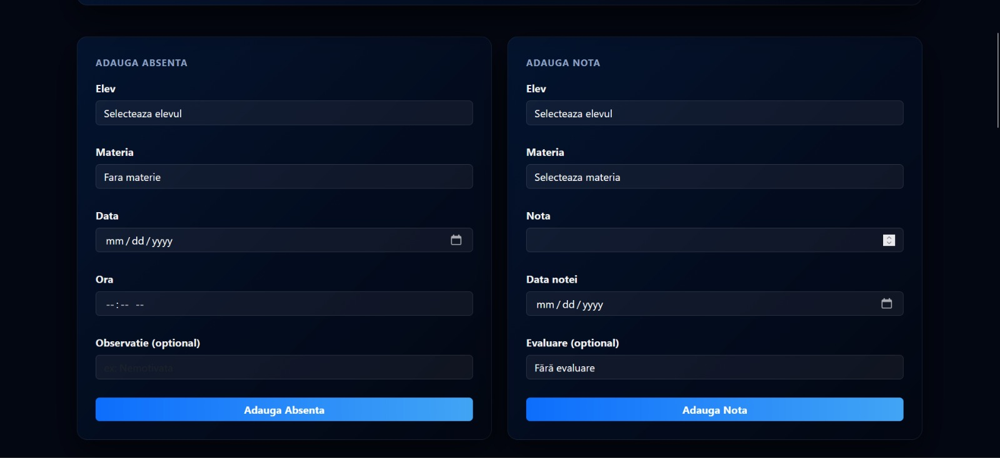 ADAUGA ABSENTA
Elev
Selecteaza elevul
Materia
Fara materie
Data
mm/dd/yyyy
Ora
--:-- --
Observatie (optional)
ex: Nemotivata
Adauga Absenta
ADAUGA NOTA
Elev
Selecteaza elevul
Materia
Selecteaza materia
Nota
Data notei
mm/dd/yyyy
Evaluare (optional)
Fără evaluare
Adauga Nota